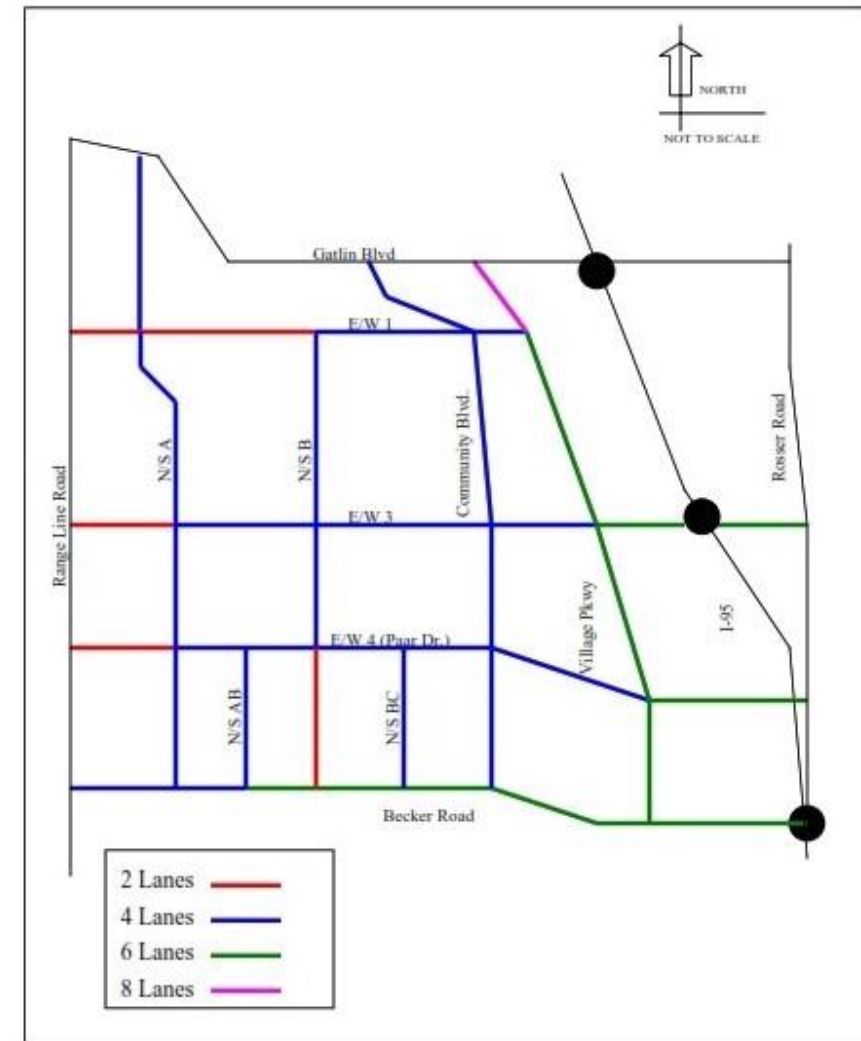 NORTH
NOT TO SCALE
Gatlin Blvd
E/W 1
Range Line Road
N/S A
N/S B
Community Blvd.
Rosser Road
E/W 3
E/W 4 (Paar Dr.)
Village Pkwy
I-95
N/S AB
N/S BC
Becker Road
2 Lanes
4 Lanes
6 Lanes
8 Lanes